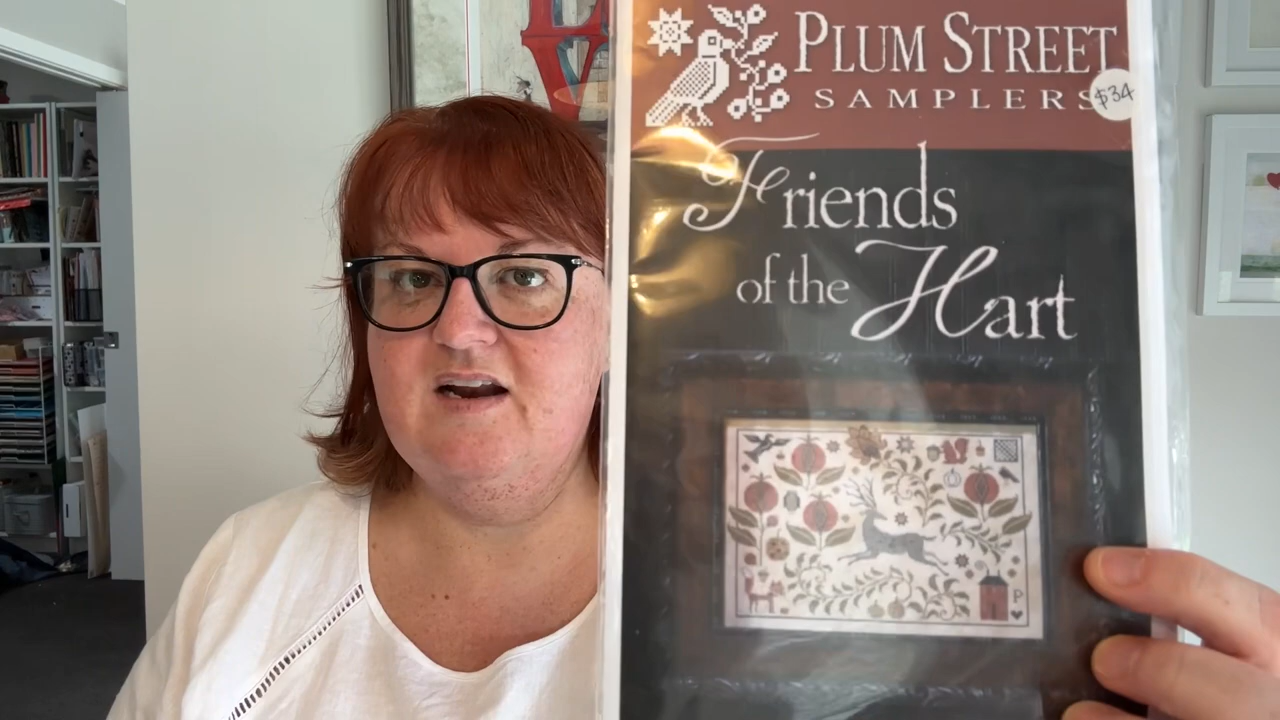 PLUM STREET
SAMPLERS
$34
Friends
of the Hart
P